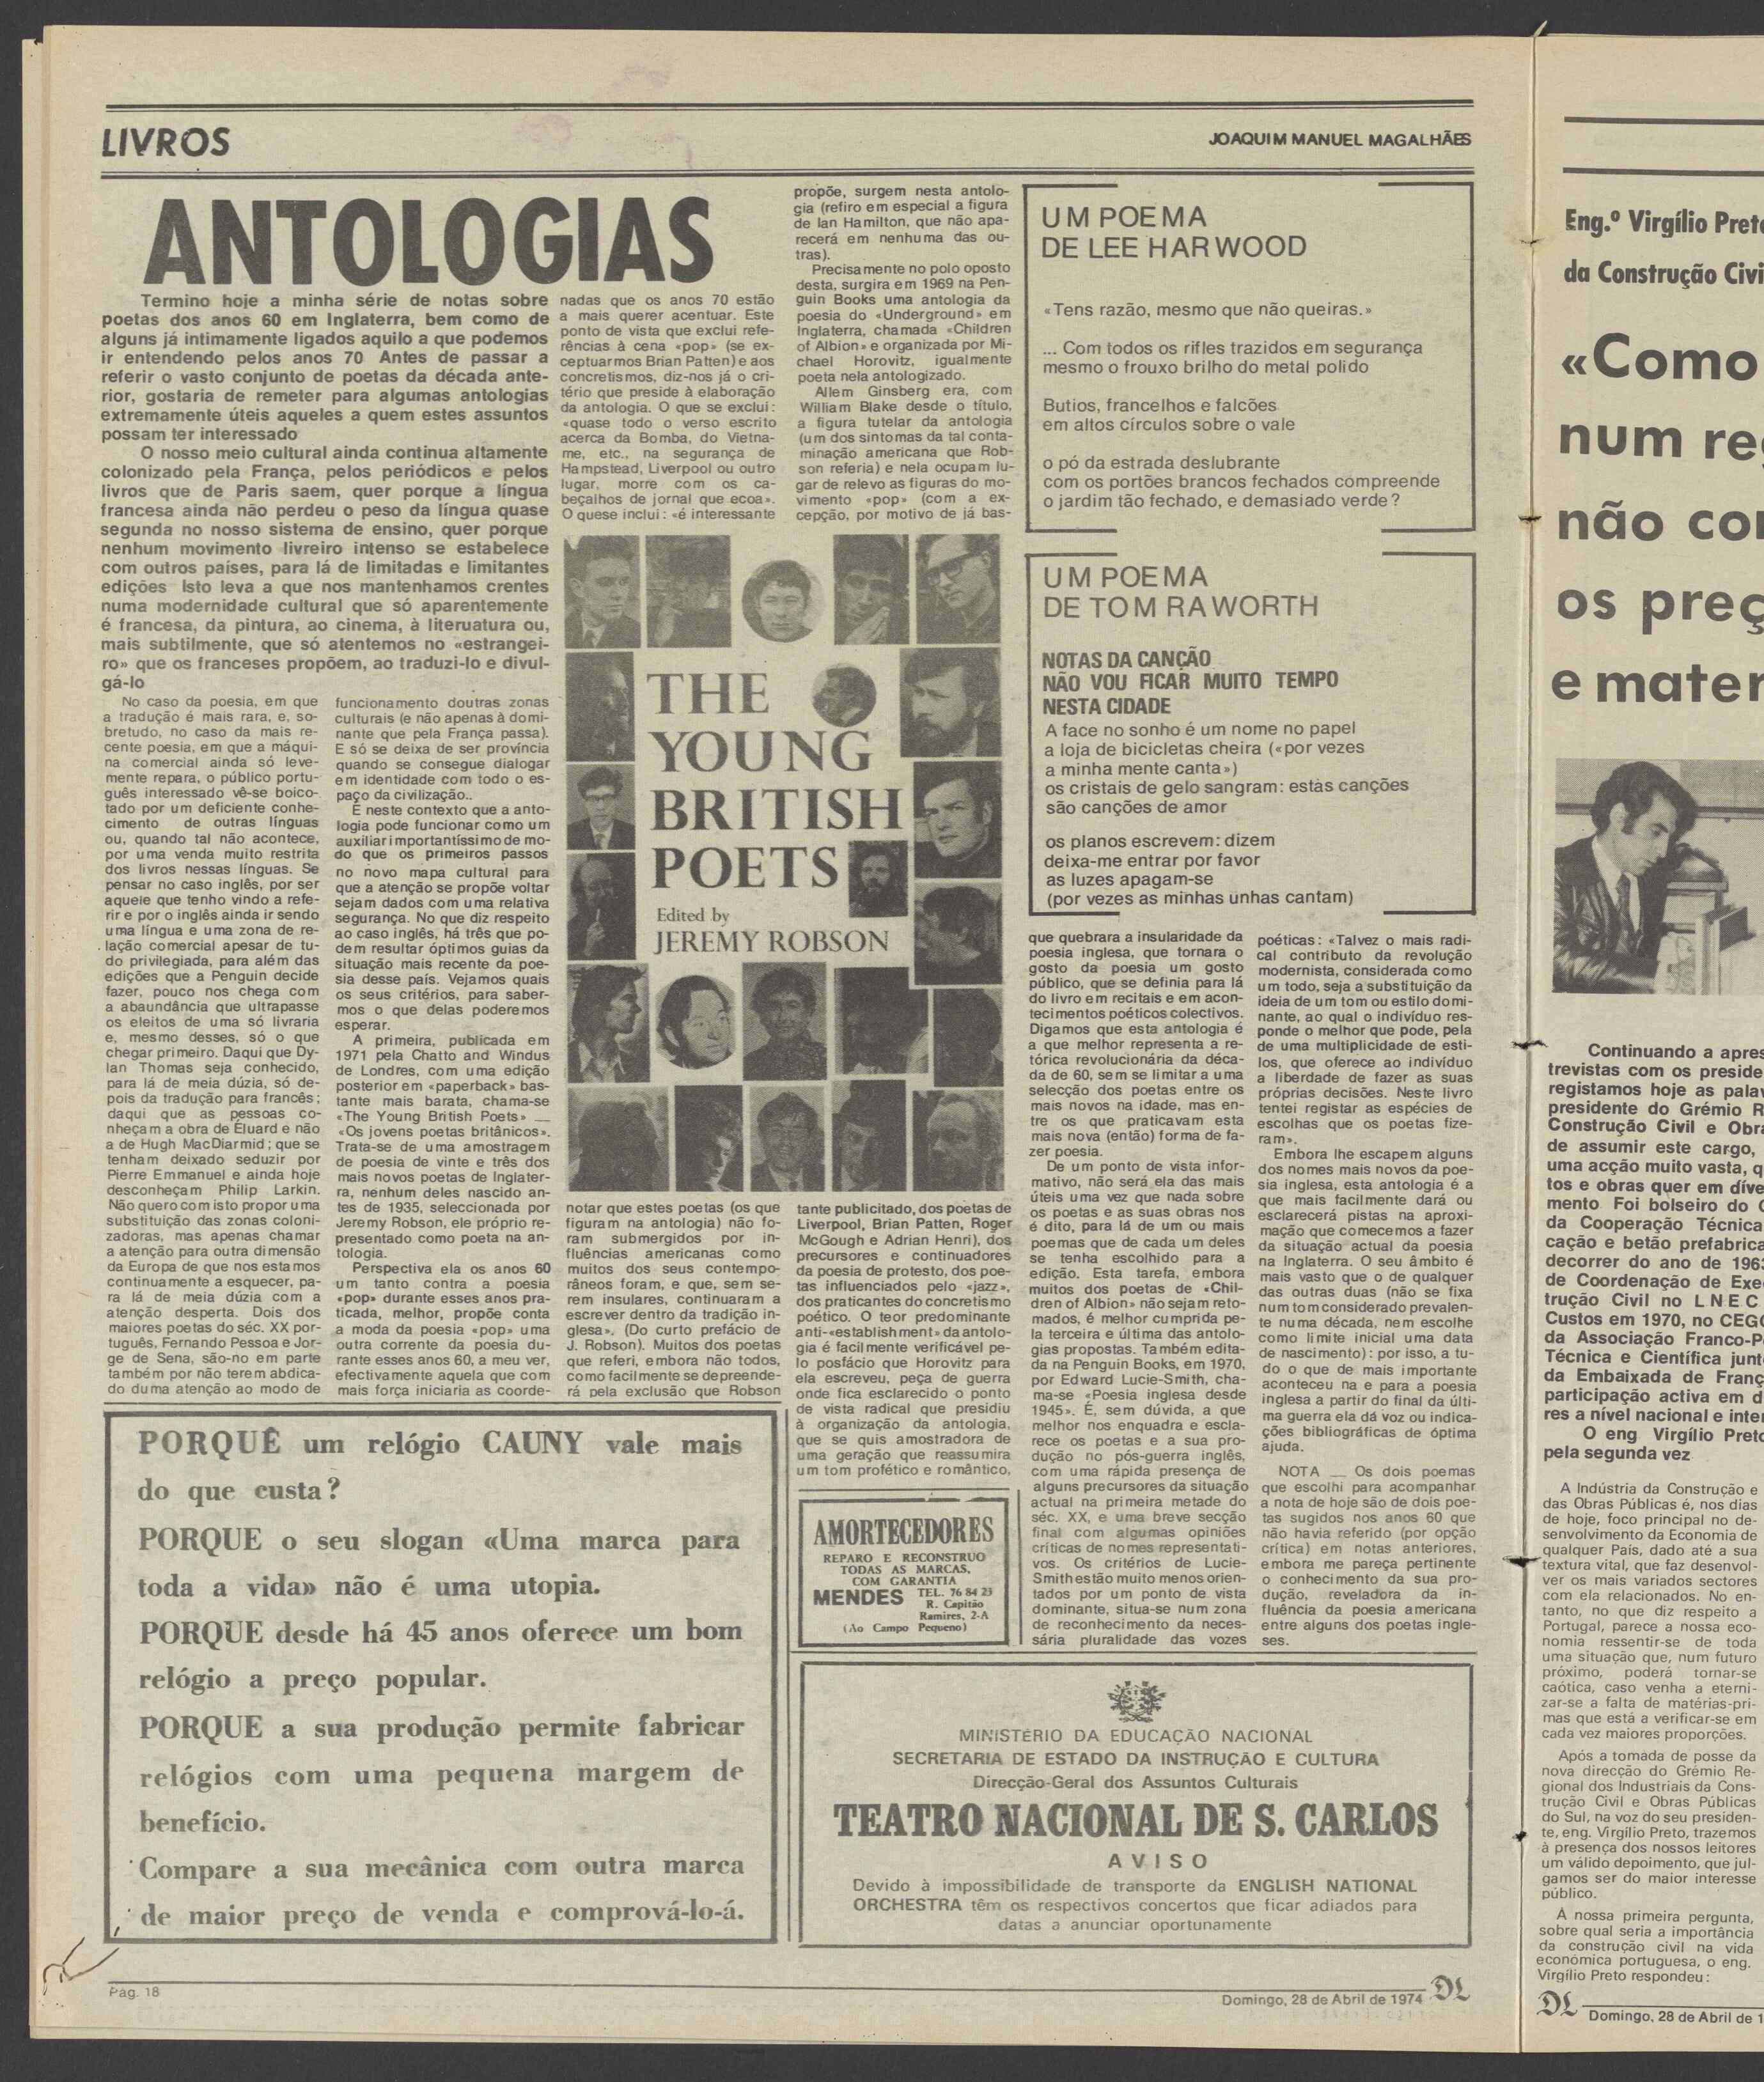 LIVROS
JOAQUIM MANUEL MAGALHÃES
ANTOLOGIAS
Termino hoje a minha série de notas sobre
poetas dos anos 60 em Inglaterra, bem como de
alguns já intimamente ligados aquilo a que podemos
ir entendendo pelos anos 70 Antes de passar a
referir o vasto conjunto de poetas da década ante-
rior, gostaria de remeter para algumas antologias
extremamente úteis aqueles a quem estes assuntos
possam ter interessado
O nosso meio cultural ainda continua altamente
colonizado pela França, pelos periódicos e pelos
livros que de Paris saem, quer porque a língua
francesa ainda não perdeu o peso da língua quase
segunda no nosso sistema de ensino, quer porque
nenhum movimento livreiro intenso se estabelece
com outros países, para lá de limitadas e limitantes
edições Isto leva a que nos mantenhamos crentes
numa modernidade cultural que só aparentemente
é francesa, da pintura, ao cinema, à literuatura ou,
mais subtilmente, que só atentemos no «estrangei-
ro» que os franceses propõem, ao traduzi-lo e divul-
gá-lo
No caso da poesia, em que
a tradução é mais rara, e, so-
bretudo, no caso da mais re-
cente poesia, em que a máqui-
na comercial ainda só leve-
mente repara, o público portu-
guês interessado vê-se boico-
tado por um deficiente conhe-
cimento de outras línguas
ou, quando tal não acontece,
por uma venda muito restrita
dos livros nessas línguas. Se
pensar no caso inglês, por ser
aquele que tenho vindo a refe-
rir e por o inglês ainda ir sendo
uma língua e uma zona de re-
lação comercial apesar de tu-
do privilegiada, para além das
edições que a Penguin decide
fazer, pouco nos chega com
a abundância que ultrapasse
os eleitos de uma só livraria
e, mesmo desses, só o que
chegar primeiro. Daqui que Dy-
lan Thomas seja conhecido,
para lá de meia dúzia, só de-
pois da tradução para francês;
daqui que as pessoas co-
nheçam a obra de Éluard e não
a de Hugh MacDiarmid; que se
tenham deixado seduzir por
Pierre Emmanuel e ainda hoje
desconheçam Philip Larkin.
Não quero com isto propor uma
substituição das zonas coloni-
zadoras, mas apenas chamar
a atenção para outra dimensão
da Europa de que nos estamos
continuamente a esquecer, pa-
ra lá de meia dúzia com a
atenção desperta. Dois dos
maiores poetas do séc. XX por-
tuguês, Fernando Pessoa e Jor-
ge de Sena, são-no em parte
também por não terem abdica-
do duma atenção ao modo de
funcionamento doutras zonas
culturais (e não apenas à domi-
nante que pela França passa).
E só se deixa de ser província
quando se consegue dialogar
em identidade com todo o es-
paço da civilização..
É neste contexto que a anto-
logia pode funcionar como um
auxiliar importantíssimo de mo-
do que os primeiros passos
no novo mapa cultural para
que a atenção se propõe voltar
sejam dados com uma relativa
segurança. No que diz respeito
ao caso inglês, há três que po-
dem resultar óptimos guias da
situação mais recente da poe-
sia desse país. Vejamos quais
os seus critérios, para saber-
mos o que delas poderemos
esperar.
A primeira, publicada em
1971 pela Chatto and Windus
de Londres, com uma edição
posterior em «paperback» bas-
tante mais barata, chama-se
«The Young British Poets» —
«Os jovens poetas britânicos».
Trata-se de uma amostragem
de poesia de vinte e três dos
mais novos poetas de Inglater-
ra, nenhum deles nascido an-
tes de 1935, seleccionada por
Jeremy Robson, ele próprio re-
presentado como poeta na an-
tologia.
Perspectiva ela os anos 60
um tanto contra a poesia
«pop» durante esses anos pra-
ticada, melhor, propõe conta
a moda da poesia «pop» uma
outra corrente da poesia du-
rante esses anos 60, a meu ver,
efectivamente aquela que com
mais força iniciaria as coorde-
nadas que os anos 70 estão
a mais querer acentuar. Este
ponto de vista que exclui refe-
rências à cena «pop» (se ex-
ceptuarmos Brian Patten) e aos
concretismos, diz-nos já o cri-
tério que preside à elaboração
da antologia. O que se exclui:
«quase todo o verso escrito
acerca da Bomba, do Vietna-
me, etc., na segurança de
Hampstead, Liverpool ou outro
lugar, morre com os ca-
beçalhos de jornal que ecoa».
O quese inclui: «é interessante
THE
YOUNG
BRITISH
POETS
Edited by
JEREMY ROBSON
notar que estes poetas (os que
figuram na antologia) não fo-
ram submergidos por in-
fluências americanas como
muitos dos seus contempo-
râneos foram, e que, sem se-
rem insulares, continuaram a
escrever dentro da tradição in-
glesa». (Do curto prefácio de
J. Robson). Muitos dos poetas
que referi, embora não todos,
como facilmente se depreende-
rá pela exclusão que Robson
propõe, surgem nesta antolo-
gia (refiro em especial a figura
de Ian Hamilton, que não apa-
recerá em nenhuma das ou-
tras).
Precisamente no polo oposto
desta, surgira em 1969 na Pen-
guin Books uma antologia da
poesia do «Underground» em
Inglaterra, chamada «Children
of Albion» e organizada por Mi-
chael Horovitz, igualmente
poeta nela antologizado.
Allem Ginsberg era, com
William Blake desde o título,
a figura tutelar da antologia
(um dos sintomas da tal conta-
minação americana que Rob-
son referia) e nela ocupam lu-
gar de relevo as figuras do mo-
vimento «pop» (com a ex-
cepção, por motivo de já bas-
tante publicitado, dos poetas de
Liverpool, Brian Patten, Roger
McGough e Adrian Henri), dos
precursores e continuadores
da poesia de protesto, dos poe-
tas influenciados pelo «jazz»,
dos praticantes do concretismo
poético. O teor predominante
anti-«establishment» da antolo-
gia é facilmente verificável pe-
lo posfácio que Horovitz para
ela escreveu, peça de guerra
onde fica esclarecido o ponto
de vista radical que presidiu
à organização da antologia,
que se quis amostradora de
uma geração que reassumira
um tom profético e romântico,
UM POEMA
DE LEE HARWOOD
«Tens razão, mesmo que não queiras.»
... Com todos os rifles trazidos em segurança
mesmo o frouxo brilho do metal polido
Butios, francelhos e falcões
em altos círculos sobre o vale
o pó da estrada deslubrante
com os portões brancos fechados compreende
o jardim tão fechado, e demasiado verde?
UM POEMA
DE TOM RAWORTH
NOTAS DA CANÇÃO
NÃO VOU FICAR MUITO TEMPO
NESTA CIDADE
A face no sonho é um nome no papel
a loja de bicicletas cheira («por vezes
a minha mente canta»)
os cristais de gelo sangram: estas canções
são canções de amor
os planos escrevem: dizem
deixa-me entrar por favor
as luzes apagam-se
(por vezes as minhas unhas cantam)
que quebrara a insularidade da
poesia inglesa, que tornara o
gosto da poesia um gosto
público, que se definia para lá
do livro em recitais e em acon-
tecimentos poéticos colectivos.
Digamos que esta antologia é
a que melhor representa a re-
tórica revolucionária da déca-
da de 60, sem se limitar a uma
selecção dos poetas entre os
mais novos na idade, mas en-
tre os que praticavam esta
mais nova (então) forma de fa-
zer poesia.
De um ponto de vista infor-
mativo, não será ela das mais
úteis uma vez que nada sobre
os poetas e as suas obras nos
é dito, para lá de um ou mais
poemas que de cada um deles
se tenha escolhido para a
edição. Esta tarefa, embora
muitos dos poetas de «Chil-
dren of Albion» não sejam reto-
mados, é melhor cumprida pe-
la terceira e última das antolo-
gias propostas. Também edita-
da na Penguin Books, em 1970,
por Edward Lucie-Smith, cha-
ma-se «Poesia inglesa desde
1945». É, sem dúvida, a que
melhor nos enquadra e escla-
rece os poetas e a sua pro-
dução no pós-guerra inglês,
com uma rápida presença de
alguns precursores da situação
actual na primeira metade do
séc. XX, e uma breve secção
final com algumas opiniões
críticas de nomes representati-
vos. Os critérios de Lucie-
Smith estão muito menos orien-
tados por um ponto de vista
dominante, situa-se num zona
de reconhecimento da neces-
sária pluralidade das vozes
poéticas: «Talvez o mais radi-
cal contributo da revolução
modernista, considerada como
um todo, seja a substituição da
ideia de um tom ou estilo domi-
nante, ao qual o indivíduo res-
ponde o melhor que pode, pela
de uma multiplicidade de esti-
los, que oferece ao indivíduo
a liberdade de fazer as suas
próprias decisões. Neste livro
tentei registar as espécies de
escolhas que os poetas fize-
ram».
Embora lhe escapem alguns
dos nomes mais novos da poe-
sia inglesa, esta antologia é a
que mais facilmente dará ou
esclarecerá pistas na aproxi-
mação que comecemos a fazer
da situação actual da poesia
na Inglaterra. O seu âmbito é
mais vasto que o de qualquer
das outras duas (não se fixa
num tom considerado prevalen-
te numa década, nem escolhe
como limite inicial uma data
de nascimento): por isso, a tu-
do o que de mais importante
aconteceu na e para a poesia
inglesa a partir do final da últi-
ma guerra ela dá voz ou indica-
ções bibliográficas de óptima
ajuda.
NOTA — Os dois poemas
que escolhi para acompanhar
a nota de hoje são de dois poe-
tas sugidos nos anos 60 que
não havia referido (por opção
crítica) em notas anteriores,
embora me pareça pertinente
o conhecimento da sua pro-
dução, reveladora da in-
fluência da poesia americana
entre alguns dos poetas ingle-
ses.
PORQUÊ um relógio CAUNY vale mais
do que custa?
PORQUE o seu slogan «Uma marca para
toda a vida» não é uma utopia.
PORQUE desde há 45 anos oferece um bom
relógio a preço popular.
PORQUE a sua produção permite fabricar
relógios com uma pequena margem de
benefício.
Compare a sua mecânica com outra marca
de maior preço de venda e comprová-lo-á.
AMORTECEDORES
REPARO E RECONSTRUO
TODAS AS MARCAS,
COM GARANTIA
MENDES TEL. 76 84 23
R. Capitão
Ramires, 2-A
(Ao Campo Pequeno)
MINISTÉRIO DA EDUCAÇÃO NACIONAL
SECRETARIA DE ESTADO DA INSTRUÇÃO E CULTURA
Direcção-Geral dos Assuntos Culturais
TEATRO NACIONAL DE S. CARLOS
AVISO
Devido à impossibilidade de transporte da ENGLISH NATIONAL
ORCHESTRA têm os respectivos concertos que ficar adiados para
datas a anunciar oportunamente
Pág. 18
Domingo, 28 de Abril de 1974 DL
Eng.º Virgílio Preto
da Construção Civi
«Como
num reg
não cor
os preç
e mater
Continuando a apres
trevistas com os preside
registamos hoje as palav
presidente do Grémio R
Construção Civil e Obra
de assumir este cargo,
uma acção muito vasta, q
tos e obras quer em dive
mento Foi bolseiro do C
da Cooperação Técnica
cação e betão prefabrica
decorrer do ano de 1963
de Coordenação de Exec
trução Civil no LNEC
Custos em 1970, no CEGO
da Associação Franco-Po
Técnica e Científica junt
da Embaixada de Franç
participação activa em d
res a nível nacional e inter
O eng Virgílio Preto
pela segunda vez
A Indústria da Construção e
das Obras Públicas é, nos dias
de hoje, foco principal no de-
senvolvimento da Economia de
qualquer País, dado até a sua
textura vital, que faz desenvol-
ver os mais variados sectores
com ela relacionados. No en-
tanto, no que diz respeito a
Portugal, parece a nossa eco-
nomia ressentir-se de toda
uma situação que, num futuro
próximo, poderá tornar-se
caótica, caso venha a eterni-
zar-se a falta de matérias-pri-
mas que está a verificar-se em
cada vez maiores proporções.
Após a tomada de posse da
nova direcção do Grémio Re-
gional dos Industriais da Cons-
trução Civil e Obras Públicas
do Sul, na voz do seu presiden-
te, eng. Virgílio Preto, trazemos
à presença dos nossos leitores
um válido depoimento, que jul-
gamos ser do maior interesse
público.
À nossa primeira pergunta,
sobre qual seria a importância
da construção civil na vida
económica portuguesa, o eng.
Virgílio Preto respondeu:
DL Domingo, 28 de Abril de 1